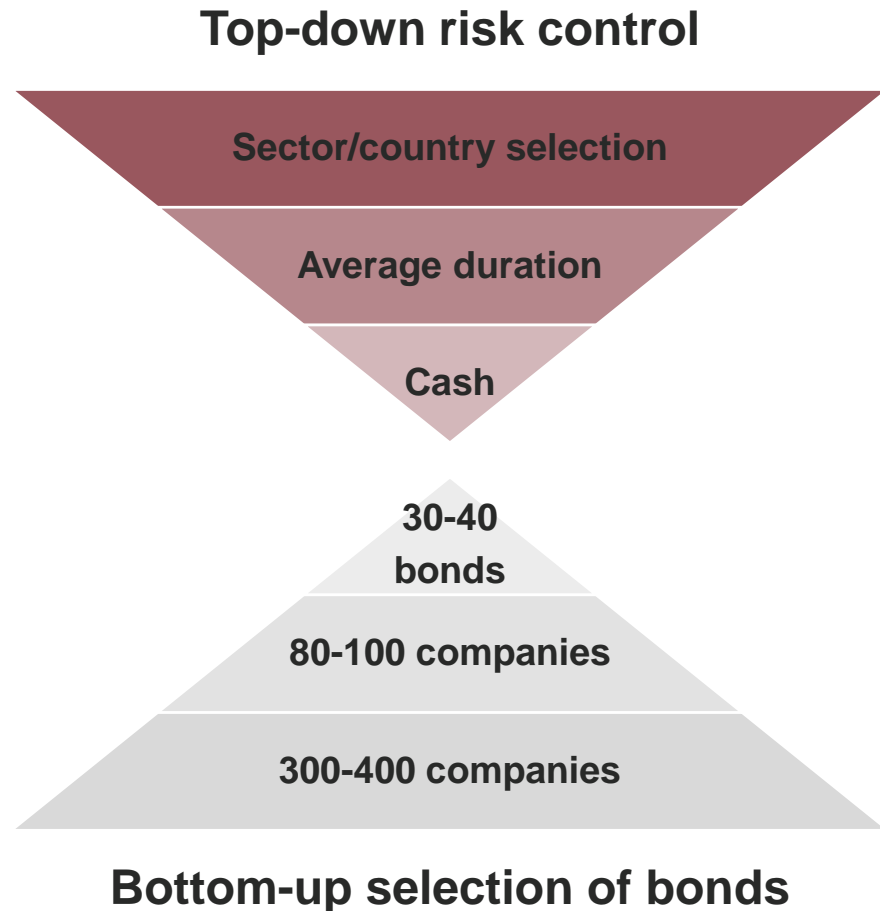 Top-down risk control
Sector/country selection
Average duration
Cash
30-40
bonds
80-100 companies
300-400 companies
Bottom-up selection of bonds